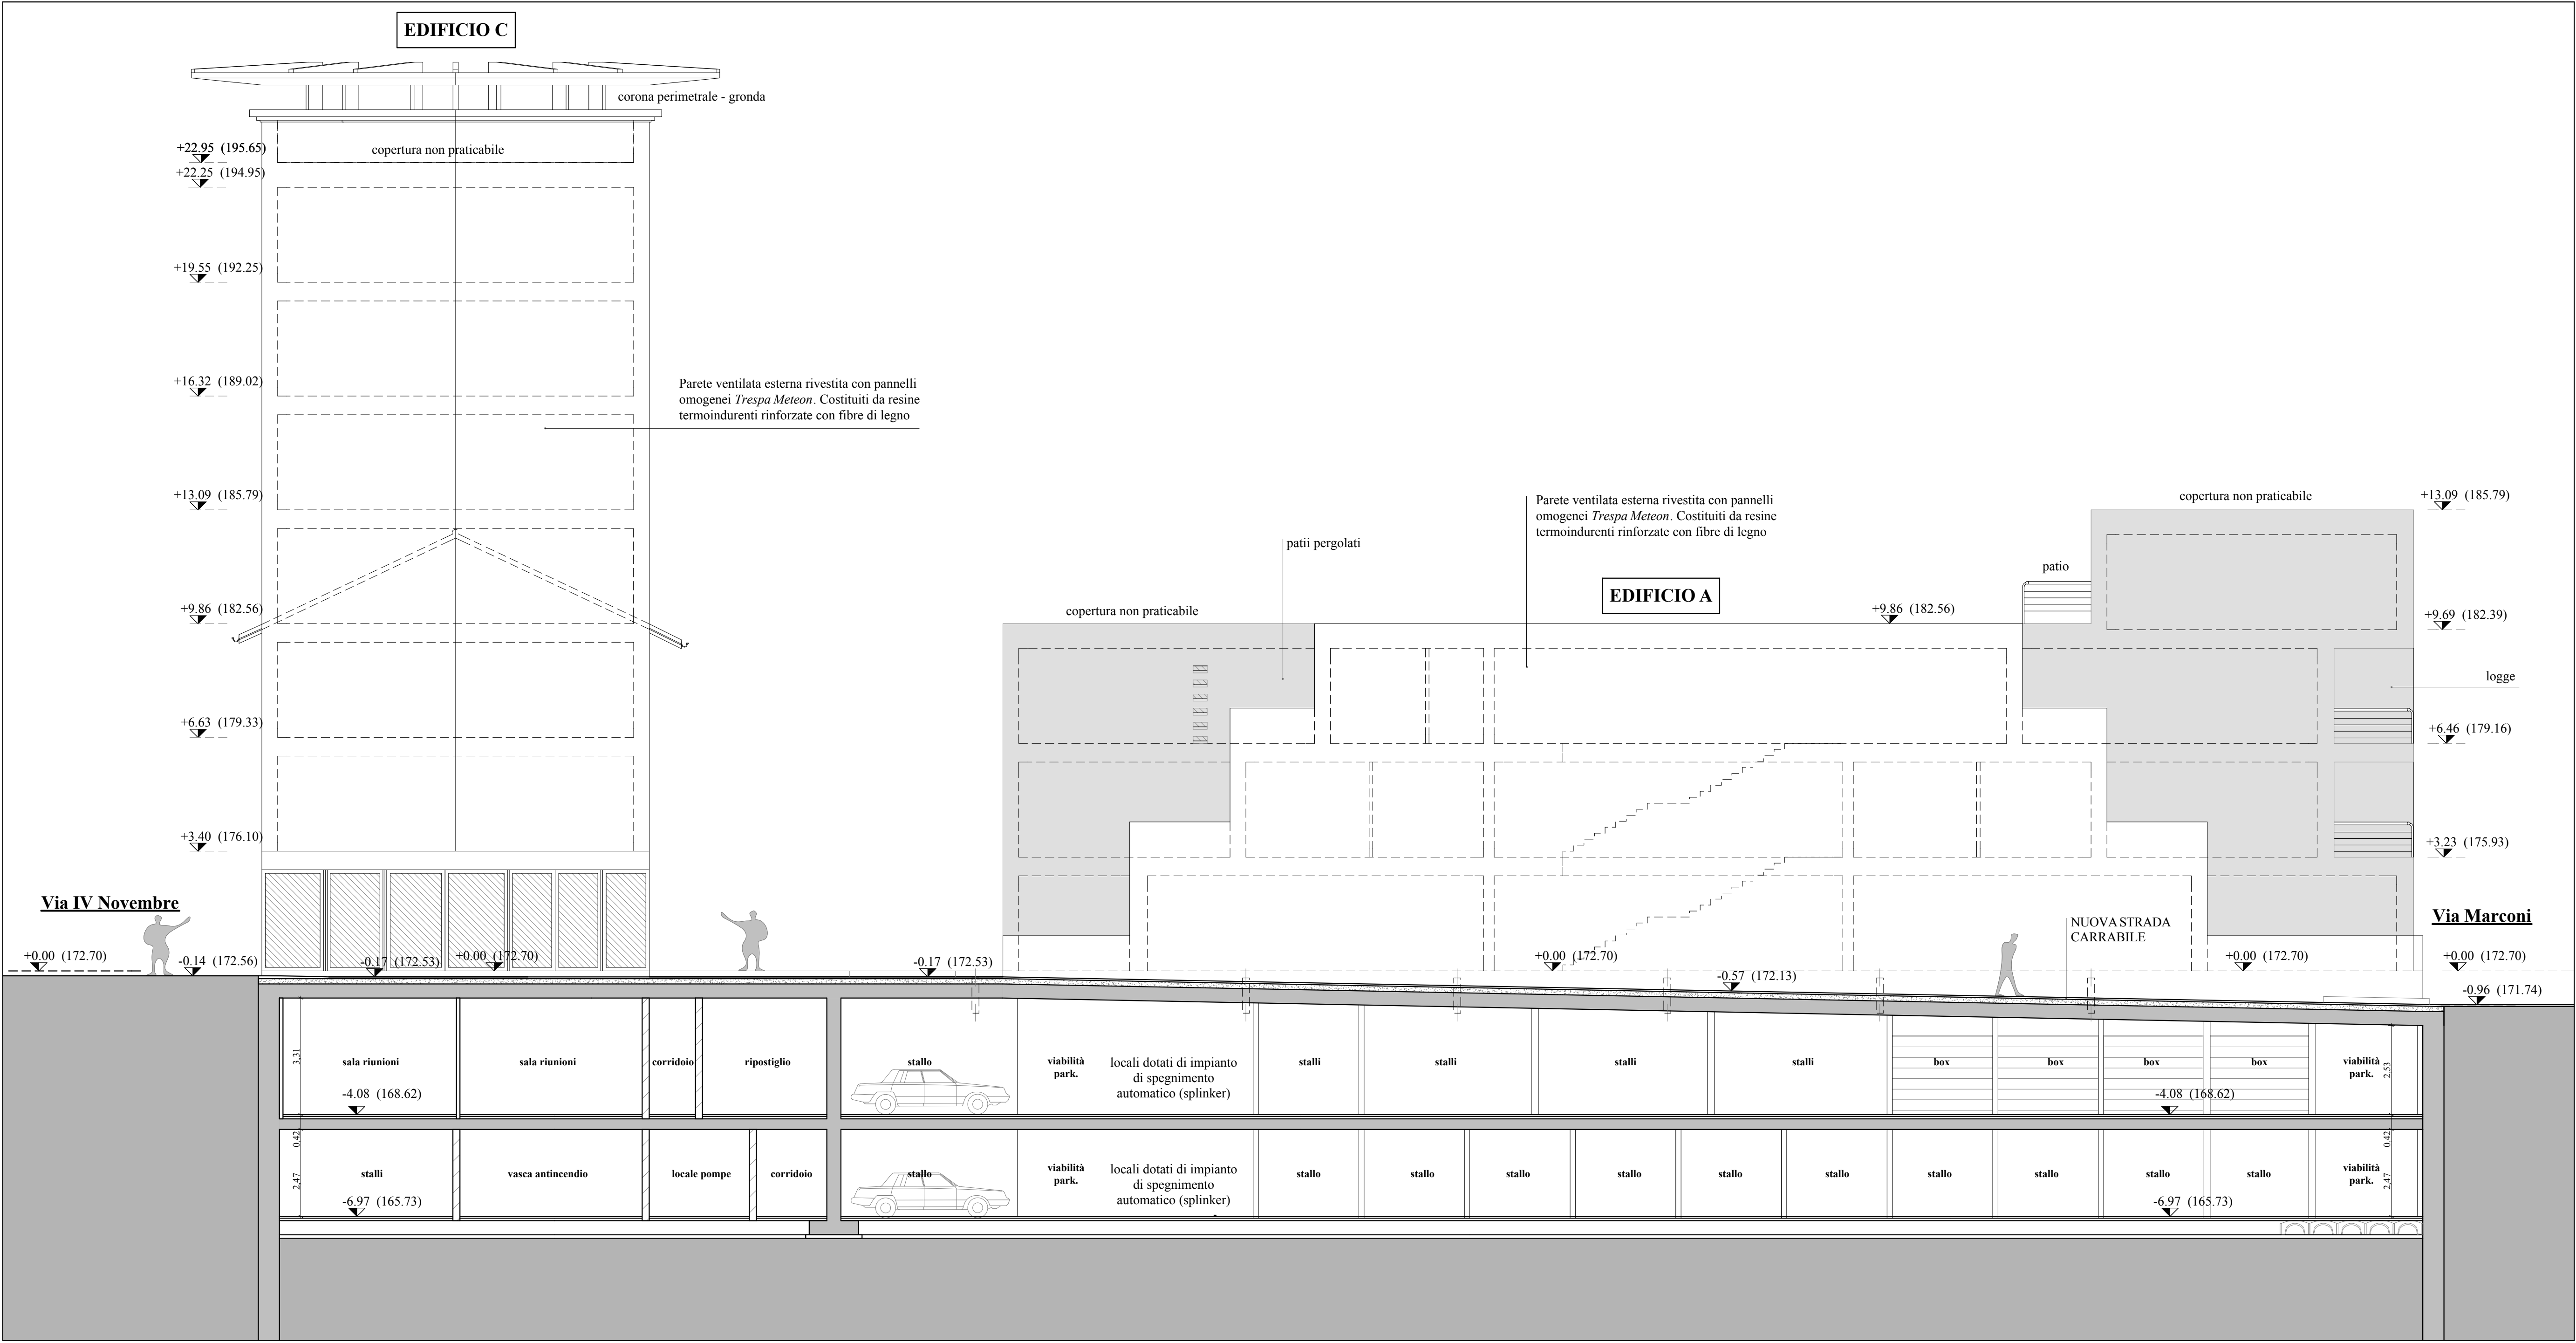 EDIFICIO C
corona perimetrale - gronda
copertura non praticabile
+22.95 (195.65)
+22.25 (194.95)
+19.55 (192.25)
+16.32 (189.02)
Parete ventilata esterna rivestita con pannelli
omogenei Trespa Meteon. Costituiti da resine
termoindurenti rinforzate con fibre di legno
+13.09 (185.79)
+9.86 (182.56)
+6.63 (179.33)
+3.40 (176.10)
Via IV Novembre
+0.00 (172.70)
-0.14 (172.56)
-0.17 (172.53)
+0.00 (172.70)
-0.17 (172.53)
Parete ventilata esterna rivestita con pannelli
omogenei Trespa Meteon. Costituiti da resine
termoindurenti rinforzate con fibre di legno
patii pergolati
EDIFICIO A
copertura non praticabile
+9.86 (182.56)
patio
copertura non praticabile
+13.09 (185.79)
+9.69 (182.39)
logge
+6.46 (179.16)
+3.23 (175.93)
Via Marconi
NUOVA STRADA
CARRABILE
+0.00 (172.70)
-0.57 (172.13)
+0.00 (172.70)
+0.00 (172.70)
-0.96 (171.74)
3,31
sala riunioni
sala riunioni
corridoio
ripostiglio
stallo
viabilità
park.
locali dotati di impianto
di spegnimento
automatico (splinker)
stalli
stalli
stalli
stalli
box
box
box
box
viabilità
park.
2,53
-4.08 (168.62)
-4.08 (168.62)
0,42
0,42
2,47
stalli
vasca antincendio
locale pompe
corridoio
stallo
viabilità
park.
locali dotati di impianto
di spegnimento
automatico (splinker)
stallo
stallo
stallo
stallo
stallo
stallo
stallo
stallo
stallo
stallo
viabilità
park.
2,47
-6.97 (165.73)
-6.97 (165.73)